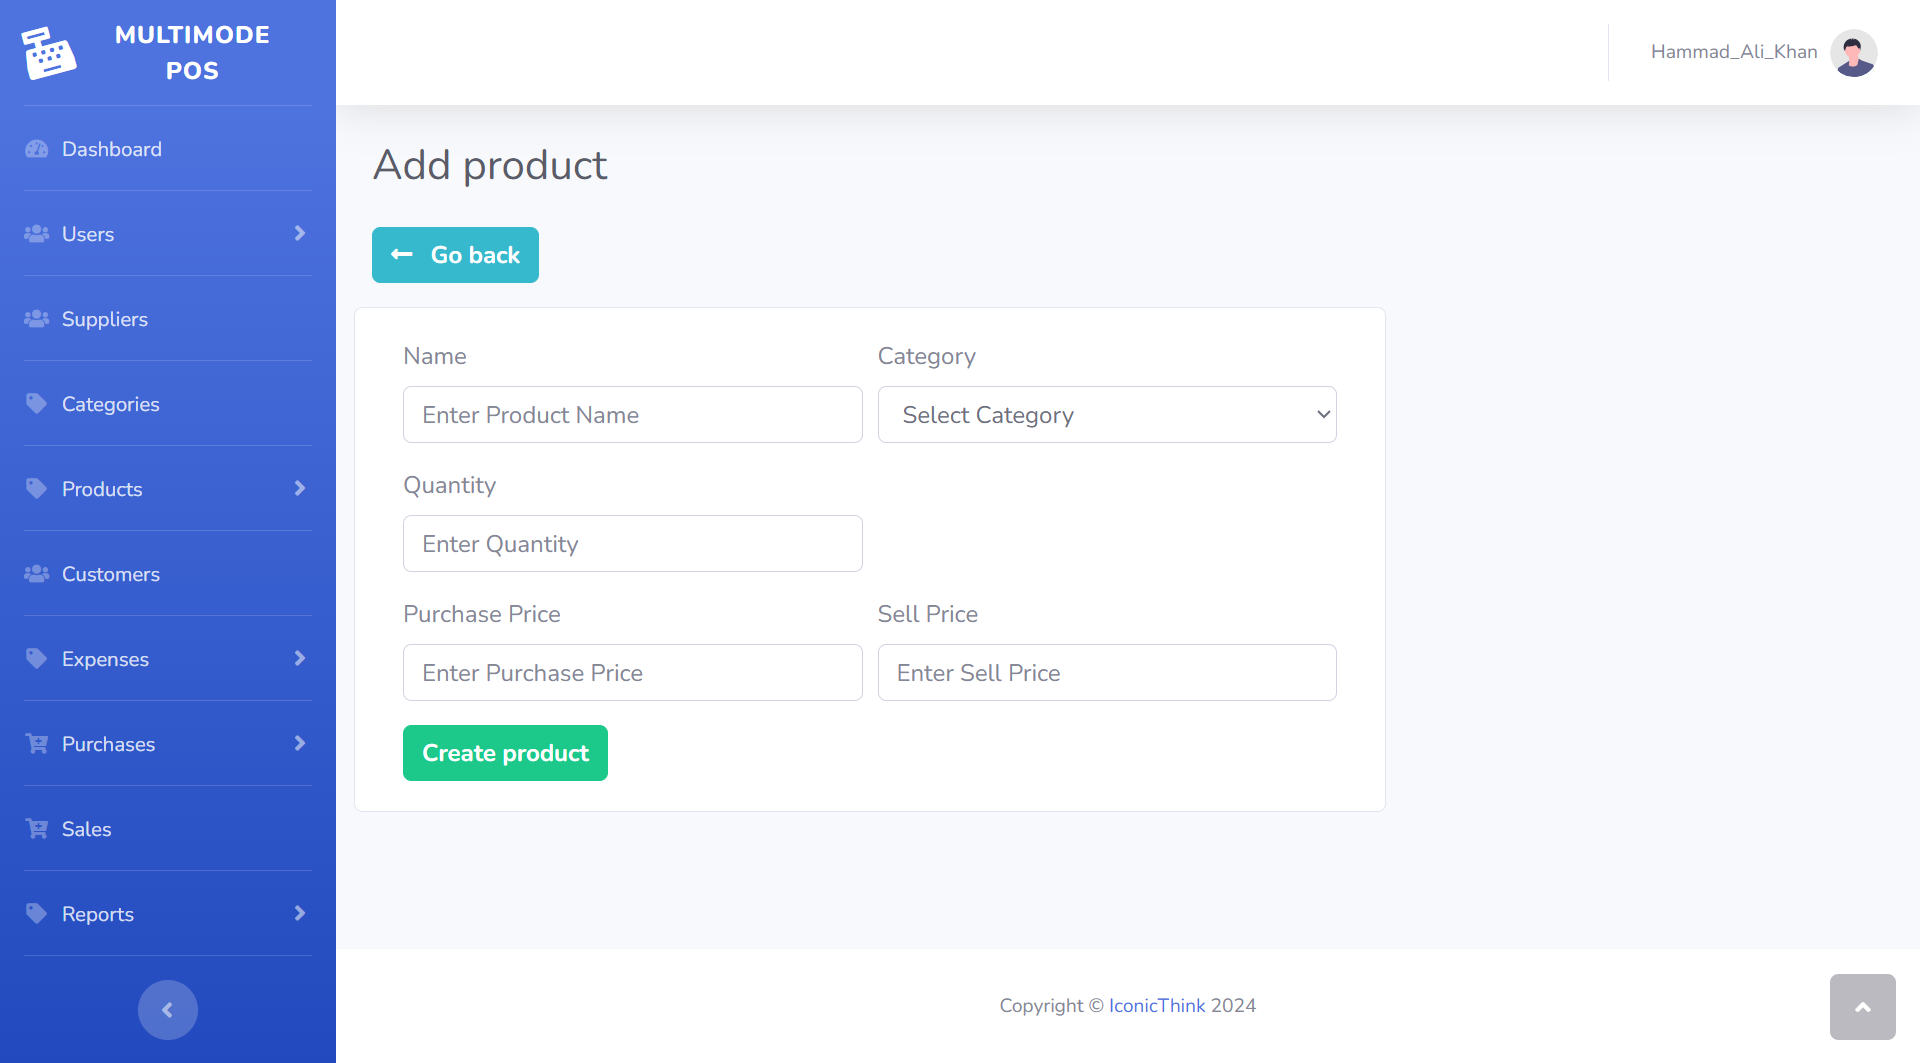 MULTIMODE
POS
Dashboard
Users
Suppliers
Categories
Products
Customers
Expenses
Purchases
Sales
Reports
Hammad_Ali_Khan
Add product
Go back
Name
Category
Enter Product Name
Select Category
Quantity
Enter Quantity
Purchase Price
Sell Price
Enter Purchase Price
Enter Sell Price
Create product
Copyright © IconicThink 2024